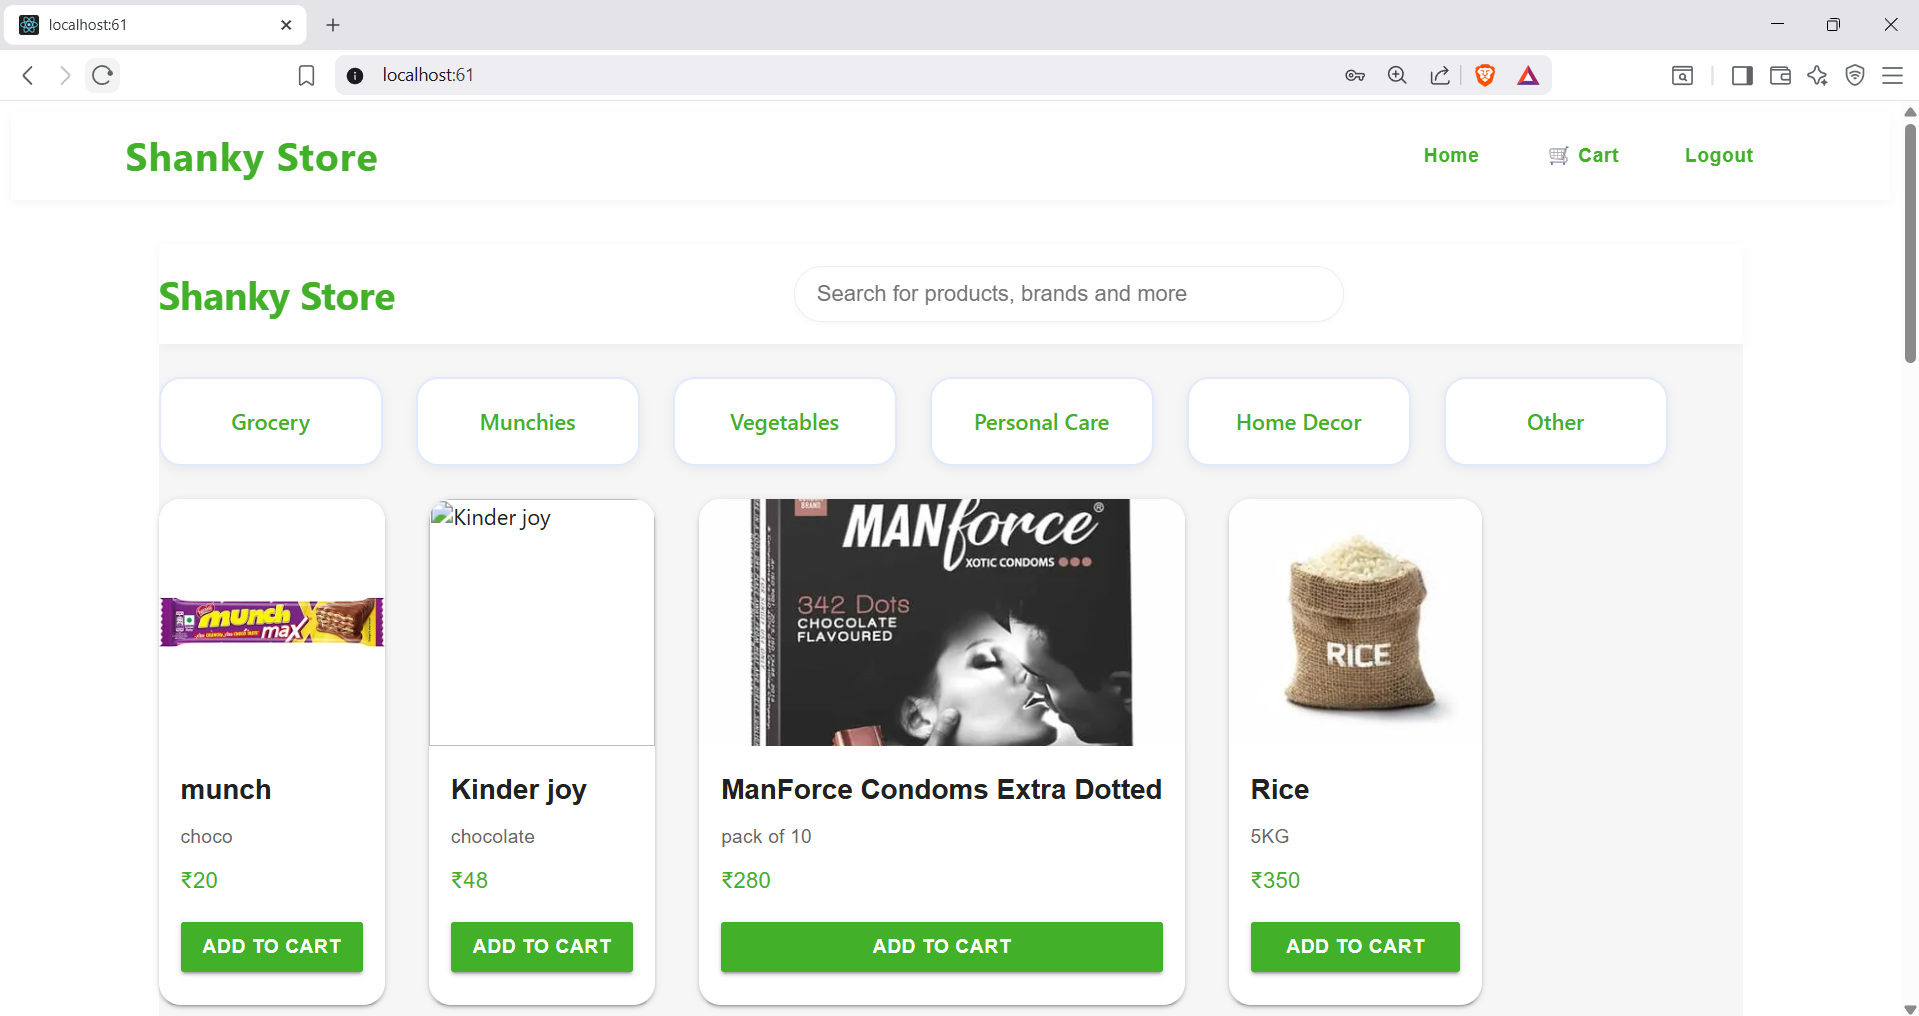 localhost:61
localhost:61
Shanky Store
Home
Cart
Logout
Shanky Store
Search for products, brands and more
Grocery
Munchies
Vegetables
Personal Care
Home Decor
Other
munch
max
Kinder joy
BRAND
MANforce®
XOTIC CONDOMS
342 Dots
CHOCOLATE
FLAVOURED
RICE
munch
choco
₹20
ADD TO CART
Kinder joy
chocolate
₹48
ADD TO CART
ManForce Condoms Extra Dotted
pack of 10
₹280
ADD TO CART
Rice
5KG
₹350
ADD TO CART